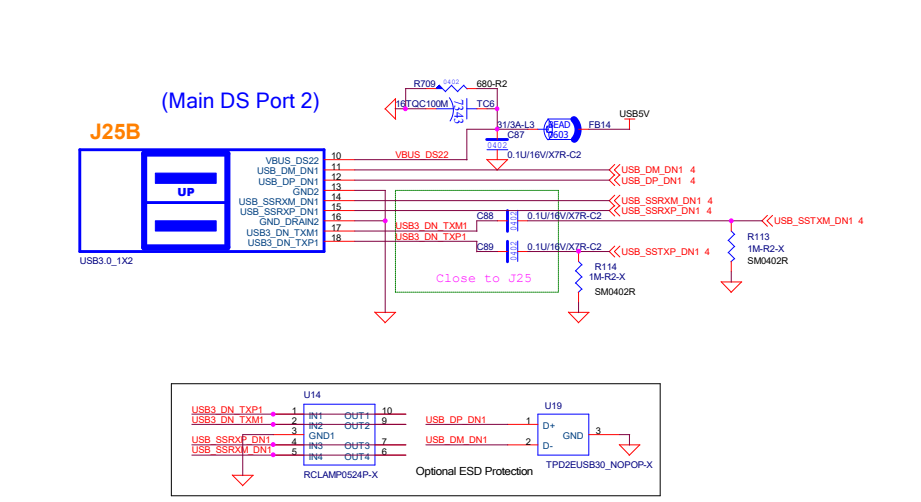 R709 0402 680-R2
(Main DS Port 2)
16TQC100M 7343 TC6
USB5V
J25B
31/3A-L3 BEAD FB14
C87 0603
0402
0.1U/16V/X7R-C2
VBUS_DS22 10 VBUS_DS22
USB_DM_DN1 11 USB_DM_DN1 4
USB_DP_DN1 12 USB_DP_DN1 4
UP
GND2 13
USB_SSRXM_DN1 14 USB_SSRXM_DN1 4
USB_SSRXP_DN1 15 USB_SSRXP_DN1 4
GND_DRAIN2 16
USB3_DN_TXM1 17 USB3_DN_TXM1 C88 0402 0.1U/16V/X7R-C2 USB_SSTXM_DN1 4
USB3_DN_TXP1 18 USB3_DN_TXP1 C89 0402 0.1U/16V/X7R-C2 USB_SSTXP_DN1 4
USB3.0_1X2
R113
1M-R2-X
SM0402R
R114
1M-R2-X
SM0402R
Close to J25
U14
USB3_DN_TXP1 1 IN1 OUT1 10
USB3_DN_TXM1 2 IN2 OUT2 9
3 GND1
USB_SSRXP_DN1 4 IN3 OUT3 7
USB_SSRXM_DN1 5 IN4 OUT4 6
RCLAMP0524P-X
U19
USB_DP_DN1 1 D+
GND 3
USB_DM_DN1 2 D-
TPD2EUSB30_NOPOP-X
Optional ESD Protection